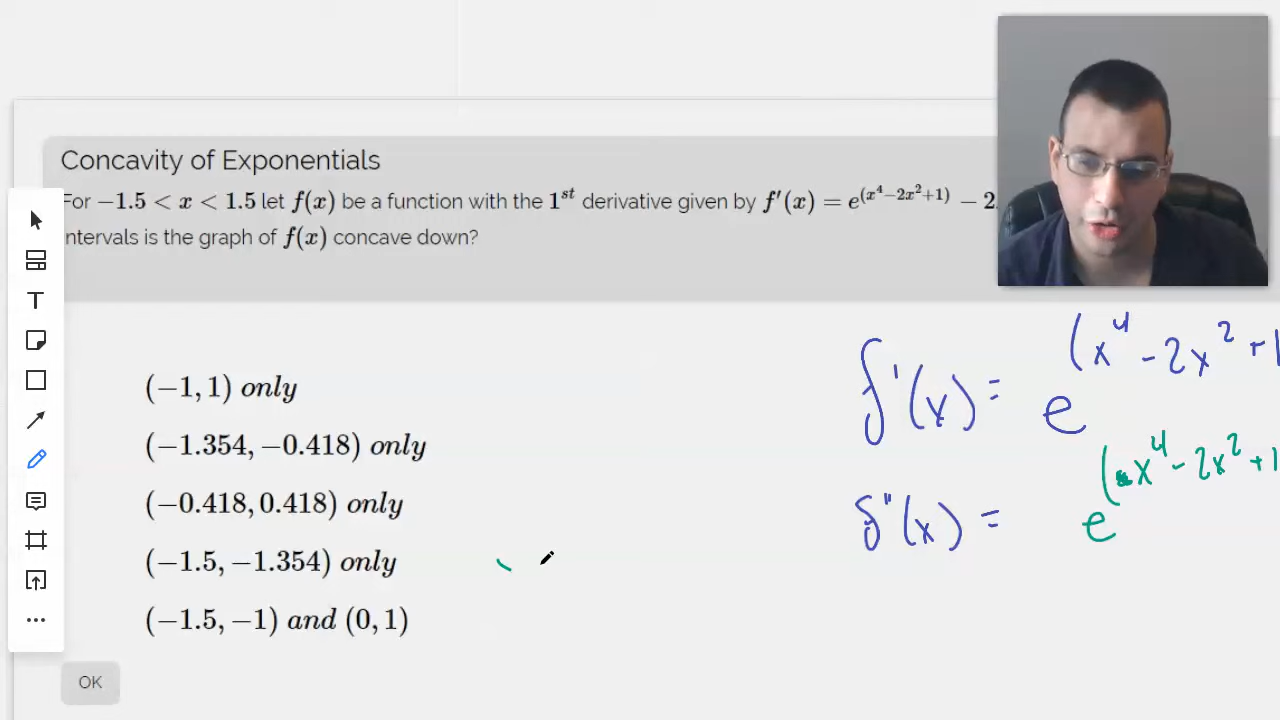 Concavity of Exponentials
For −1.5 < x < 1.5 let f(x) be a function with the 1ˢᵗ derivative given by f′(x) = e^(x⁴−2x²+1) − 2.
ntervals is the graph of f(x) concave down?
(−1, 1) only
(−1.354, −0.418) only
(−0.418, 0.418) only
(−1.5, −1.354) only
(−1.5, −1) and (0, 1)
OK
T
f'(x) = e^(x⁴ - 2x² + 1
f"(x) = e^(x⁴ - 2x² + 1